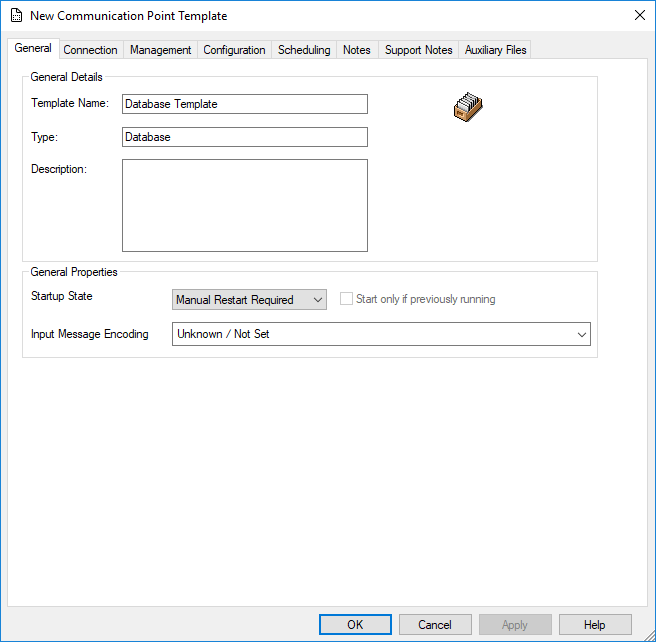 New Communication Point Template
General Connection Management Configuration Scheduling Notes Support Notes Auxiliary Files
General Details
Template Name: Database Template
Type: Database
Description:
General Properties
Startup State Manual Restart Required Start only if previously running
Input Message Encoding Unknown / Not Set
OK Cancel Apply Help